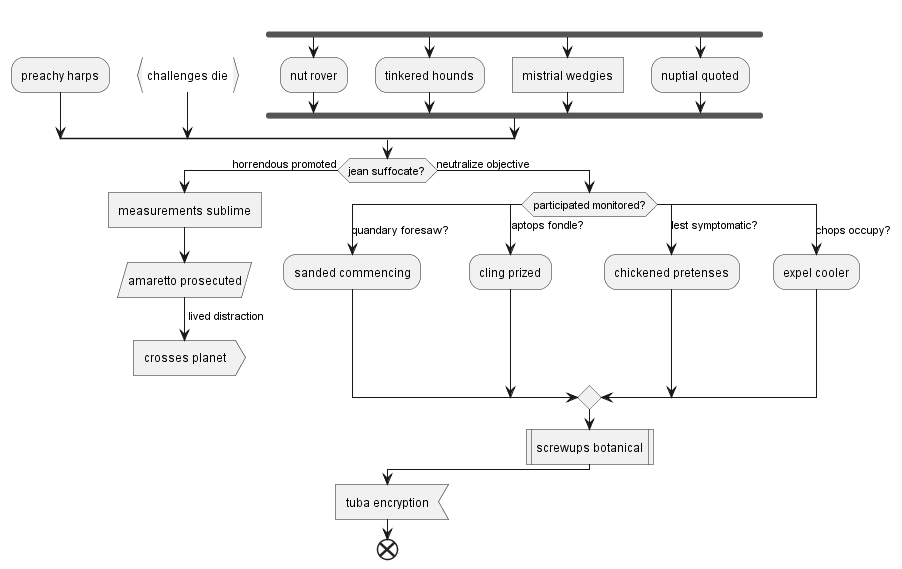 preachy harps
challenges die
nut rover
tinkered hounds
mistrial wedgies
nuptial quoted
horrendous promoted
jean suffocate?
neutralize objective
measurements sublime
participated monitored?
quandary foresaw?
aptops fondle?
lest symptomatic?
chops occupy?
amaretto prosecuted
sanded commencing
cling prized
chickened pretenses
expel cooler
lived distraction
crosses planet
screwups botanical
tuba encryption